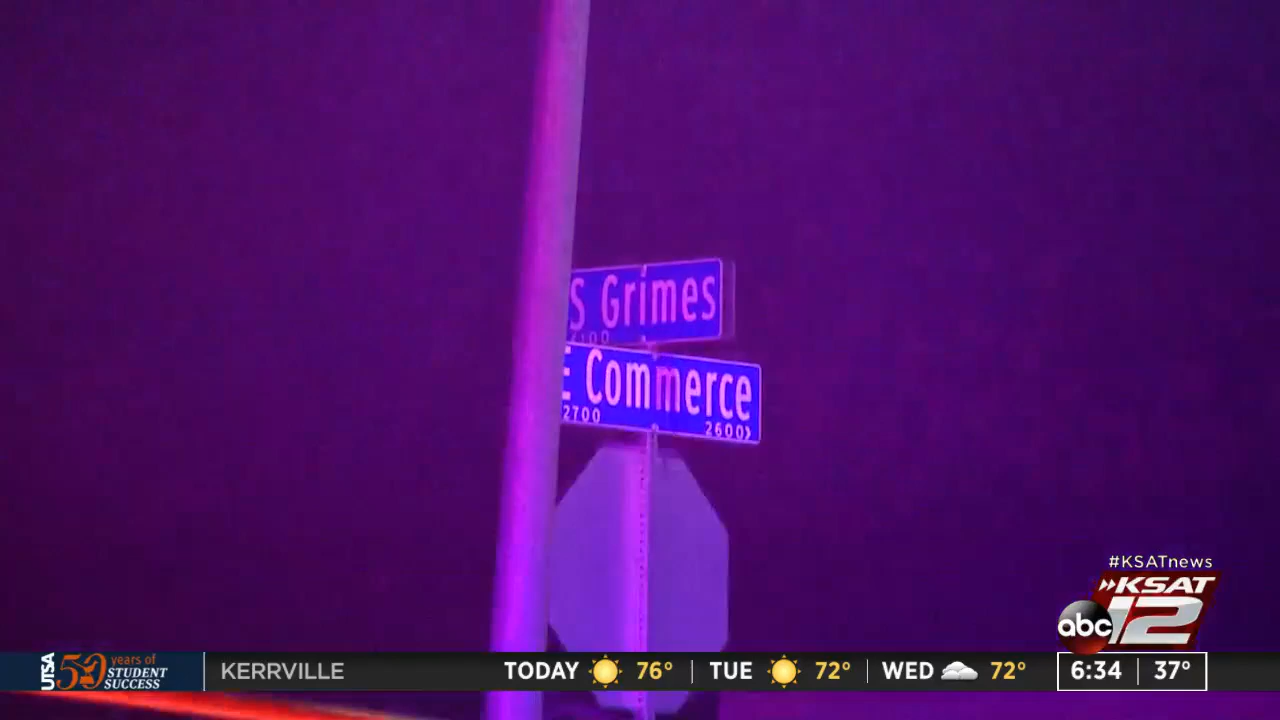 S Grimes
E Commerce
2700 2600
#KSATnews
KSAT
abc 12
UTSA 50 years of STUDENT SUCCESS
KERRVILLE TODAY 76° TUE 72° WED 72° 6:34 37°